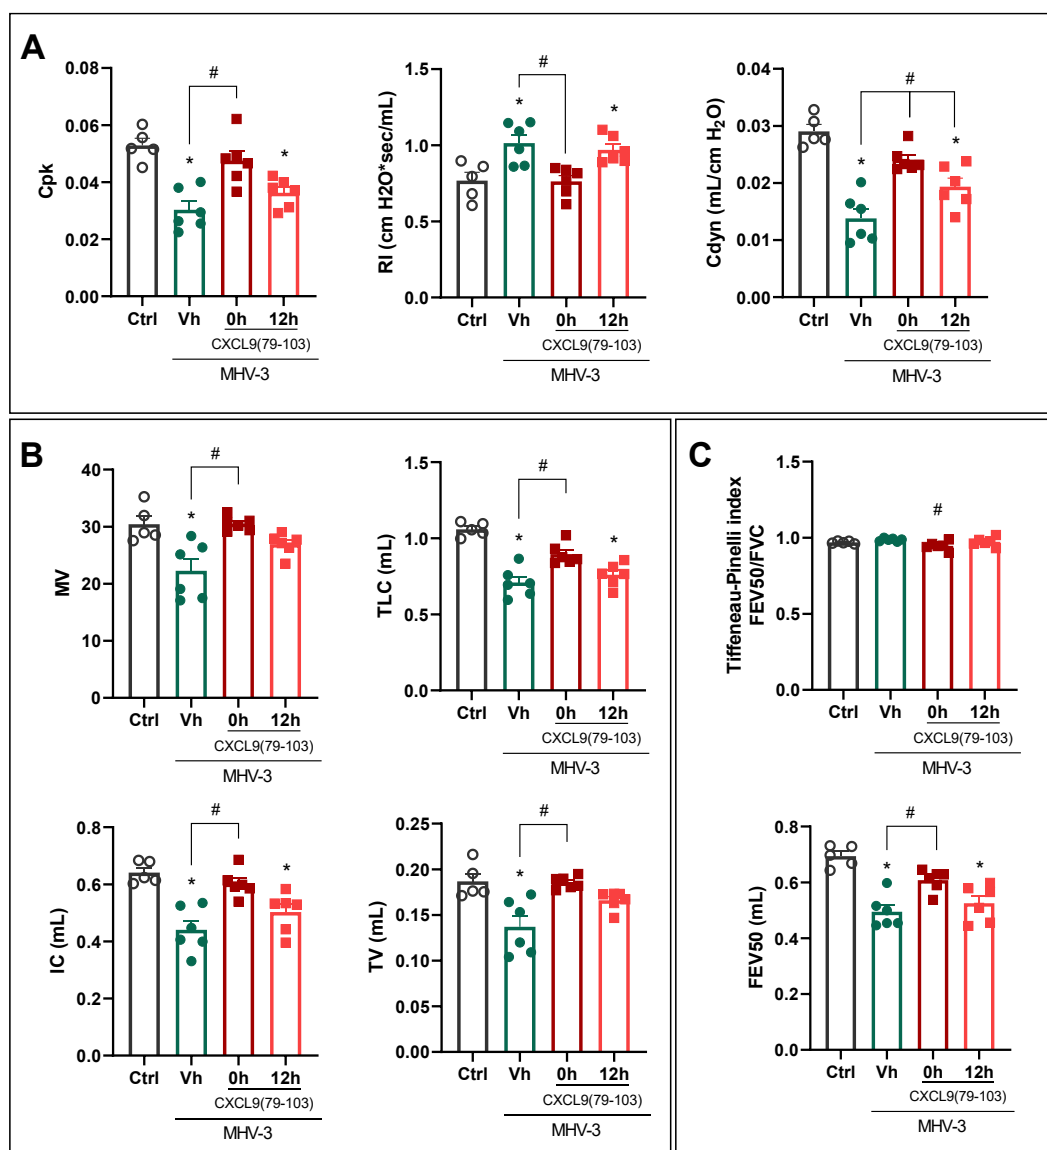 A
Cpk
0.08
0.06
0.04
0.02
0.00
*
#
*
Ctrl
Vh
0h
12h
CXCL9(79-103)
MHV-3
RI (cm H2O*sec/mL)
1.5
1.0
0.5
0.0
*
#
*
Ctrl
Vh
0h
12h
CXCL9(79-103)
MHV-3
Cdyn (mL/cm H₂O)
0.04
0.03
0.02
0.01
0.00
*
#
*
Ctrl
Vh
0h
12h
CXCL9(79-103)
MHV-3
B
MV
40
30
20
10
0
*
#
Ctrl
Vh
0h
12h
CXCL9(79-103)
MHV-3
TLC (mL)
1.5
1.0
0.5
0.0
*
#
*
Ctrl
Vh
0h
12h
CXCL9(79-103)
MHV-3
IC (mL)
0.8
0.6
0.4
0.2
0.0
*
#
*
Ctrl
Vh
0h
12h
CXCL9(79-103)
MHV-3
TV (mL)
0.25
0.20
0.15
0.10
0.05
0.00
*
#
Ctrl
Vh
0h
12h
CXCL9(79-103)
MHV-3
C
Tiffeneau-Pinelli index
FEV50/FVC
1.5
1.0
0.5
0.0
#
Ctrl
Vh
0h
12h
CXCL9(79-103)
MHV-3
FEV50 (mL)
0.8
0.6
0.4
0.2
0.0
*
#
*
Ctrl
Vh
0h
12h
CXCL9(79-103)
MHV-3